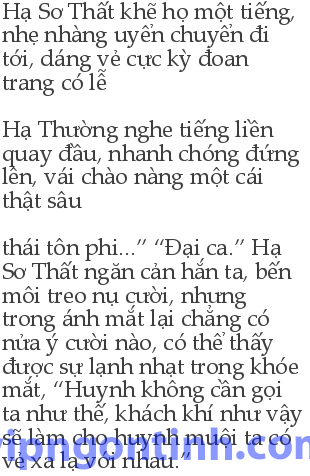 Hạ Sơ Thất khẽ họ một tiếng,
nhẹ nhàng uyển chuyển đi
tới, dáng vẻ cực kỳ đoan
trang có lễ
Hạ Thường nghe tiếng liền
quay đầu, nhanh chóng đứng
lên, vái chào nàng một cái
thật sâu
thái tôn phi...” “Đại ca.” Hạ
Sơ Thất ngăn cản hắn ta, bến
môi treo nụ cười, nhưng
trong ánh mắt lại chẳng có
nửa ý cười nào, có thể thấy
được sự lạnh nhạt trong khóe
mắt, “Huynh không cần gọi
ta như thế, khách khí như vậy
sẽ làm cho huynh muội ta có
vẻ xa lạ với nhau.”
vipngontinh.com